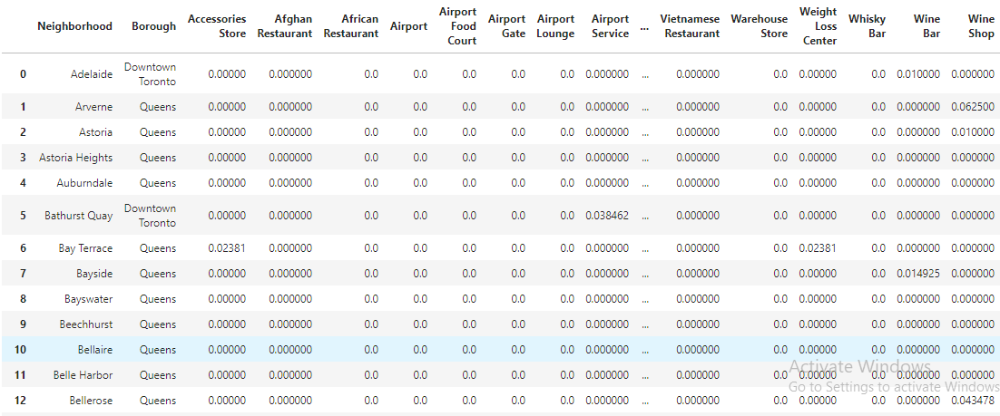 Neighborhood Borough Accessories Store Afghan Restaurant African Restaurant Airport Airport Food Court Airport Gate Airport Lounge Airport Service ... Vietnamese Restaurant Warehouse Store Weight Loss Center Whisky Bar Wine Bar Wine Shop
0 Adelaide Downtown Toronto 0.00000 0.000000 0.0 0.0 0.0 0.0 0.0 0.000000 ... 0.000000 0.0 0.00000 0.0 0.010000 0.000000
1 Arverne Queens 0.00000 0.000000 0.0 0.0 0.0 0.0 0.0 0.000000 ... 0.000000 0.0 0.00000 0.0 0.000000 0.062500
2 Astoria Queens 0.00000 0.000000 0.0 0.0 0.0 0.0 0.0 0.000000 ... 0.000000 0.0 0.00000 0.0 0.000000 0.010000
3 Astoria Heights Queens 0.00000 0.000000 0.0 0.0 0.0 0.0 0.0 0.000000 ... 0.000000 0.0 0.00000 0.0 0.000000 0.000000
4 Auburndale Queens 0.00000 0.000000 0.0 0.0 0.0 0.0 0.0 0.000000 ... 0.000000 0.0 0.00000 0.0 0.000000 0.000000
5 Bathurst Quay Downtown Toronto 0.00000 0.000000 0.0 0.0 0.0 0.0 0.0 0.038462 ... 0.000000 0.0 0.00000 0.0 0.000000 0.000000
6 Bay Terrace Queens 0.02381 0.000000 0.0 0.0 0.0 0.0 0.0 0.000000 ... 0.000000 0.0 0.02381 0.0 0.000000 0.000000
7 Bayside Queens 0.00000 0.000000 0.0 0.0 0.0 0.0 0.0 0.000000 ... 0.000000 0.0 0.00000 0.0 0.014925 0.000000
8 Bayswater Queens 0.00000 0.000000 0.0 0.0 0.0 0.0 0.0 0.000000 ... 0.000000 0.0 0.00000 0.0 0.000000 0.000000
9 Beechhurst Queens 0.00000 0.000000 0.0 0.0 0.0 0.0 0.0 0.000000 ... 0.000000 0.0 0.00000 0.0 0.000000 0.000000
10 Bellaire Queens 0.00000 0.000000 0.0 0.0 0.0 0.0 0.0 0.000000 ... 0.000000 0.0 0.00000 0.0 0.000000 0.000000
11 Belle Harbor Queens 0.00000 0.000000 0.0 0.0 0.0 0.0 0.0 0.000000 ... 0.000000 0.0 0.00000 0.0 0.000000 0.000000
12 Bellerose Queens 0.00000 0.000000 0.0 0.0 0.0 0.0 0.0 0.000000 ... 0.000000 0.0 0.00000 0.0 0.000000 0.043478
Activate Windows
Go to Settings to activate Windows